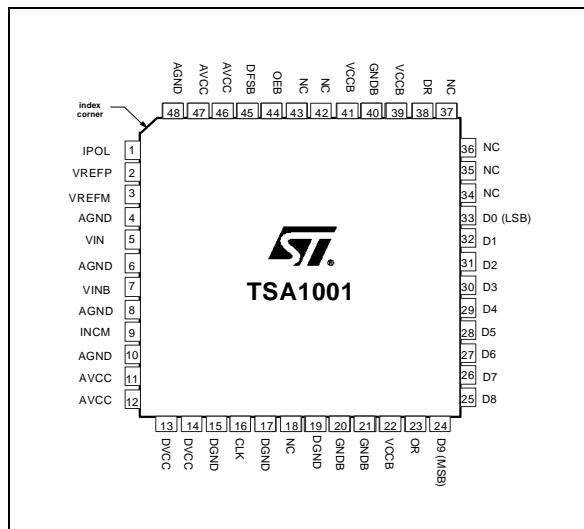 AGND AVCC AVCC DFSB OEB NC NC VCCB GNDB VCCB DR NC
index
corner
48 47 46 45 44 43 42 41 40 39 38 37
IPOL 1
VREFP 2
VREFM 3
AGND 4
VIN 5
AGND 6
VINB 7
AGND 8
INCM 9
AGND 10
AVCC 11
AVCC 12
ST
TSA1001
36 NC
35 NC
34 NC
33 D0 (LSB)
32 D1
31 D2
30 D3
29 D4
28 D5
27 D6
26 D7
25 D8
13 14 15 16 17 18 19 20 21 22 23 24
DVCC DVCC DGND CLK DGND NC DGND GNDB GNDB VCCB OR D9 (MSB)